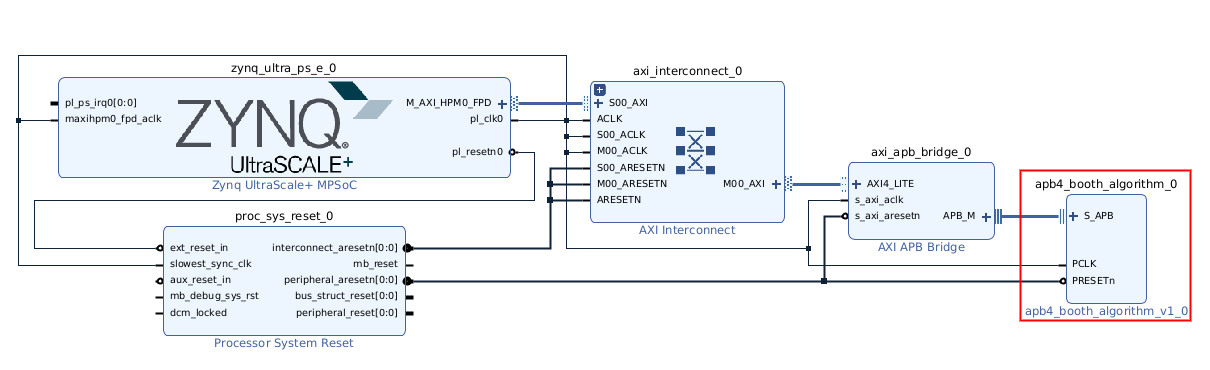 zynq_ultra_ps_e_0
pl_ps_irq0[0:0]
maxihpm0_fpd_aclk
ZYNQ
UltraSCALE+
M_AXI_HPM0_FPD
pl_clk0
pl_resetn0
Zynq UltraScale+ MPSoC
proc_sys_reset_0
ext_reset_in
slowest_sync_clk
aux_reset_in
mb_debug_sys_rst
dcm_locked
interconnect_aresetn[0:0]
mb_reset
peripheral_aresetn[0:0]
bus_struct_reset[0:0]
peripheral_reset[0:0]
Processor System Reset
axi_interconnect_0
S00_AXI
ACLK
S00_ACLK
M00_ACLK
S00_ARESETN
M00_ARESETN
ARESETN
M00_AXI
AXI Interconnect
axi_apb_bridge_0
AXI4_LITE
s_axi_aclk
s_axi_aresetn
APB_M
AXI APB Bridge
apb4_booth_algorithm_0
S_APB
PCLK
PRESETn
apb4_booth_algorithm_v1_0